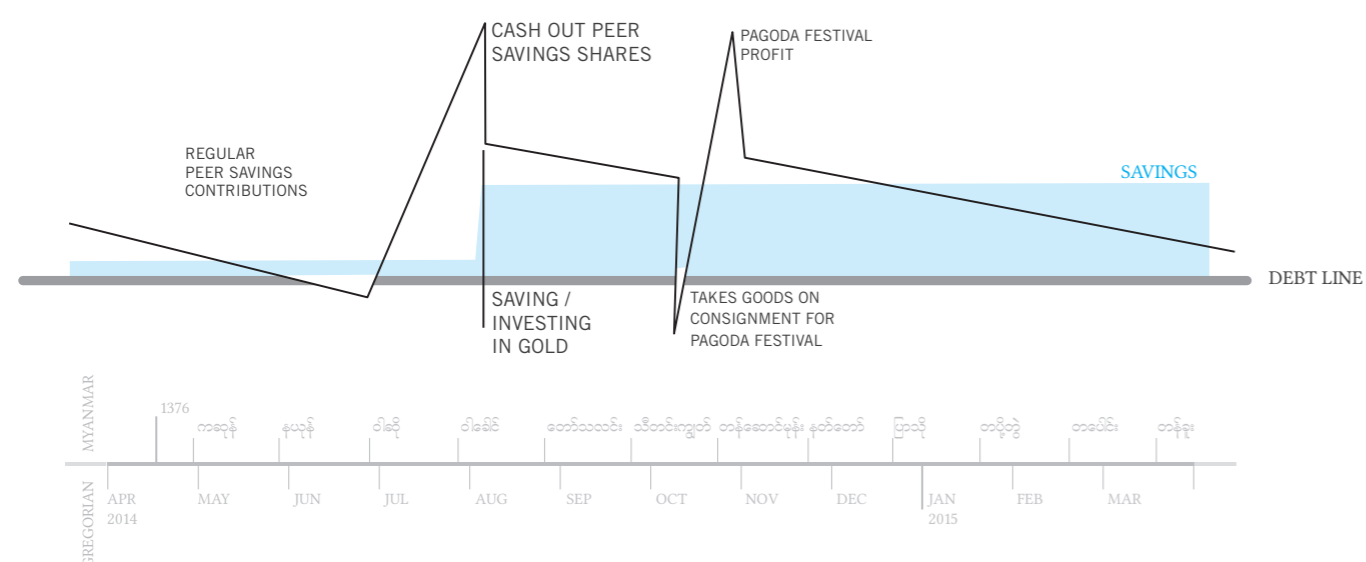 CASH OUT PEER
SAVINGS SHARES
PAGODA FESTIVAL
PROFIT
REGULAR
PEER SAVINGS
CONTRIBUTIONS
SAVINGS
DEBT LINE
SAVING /
INVESTING
IN GOLD
TAKES GOODS ON
CONSIGNMENT FOR
PAGODA FESTIVAL
MYANMAR
1376
ကဆုန် နယုန် ဝါဆို ဝါခေါင် တော်သလင်း သီတင်းကျွတ် တန်ဆောင်မုန်း နတ်တော် ပြာသို တပို့တွဲ တပေါင်း တန်ခူး
GREGORIAN
APR MAY JUN JUL AUG SEP OCT NOV DEC JAN FEB MAR
2014 2015